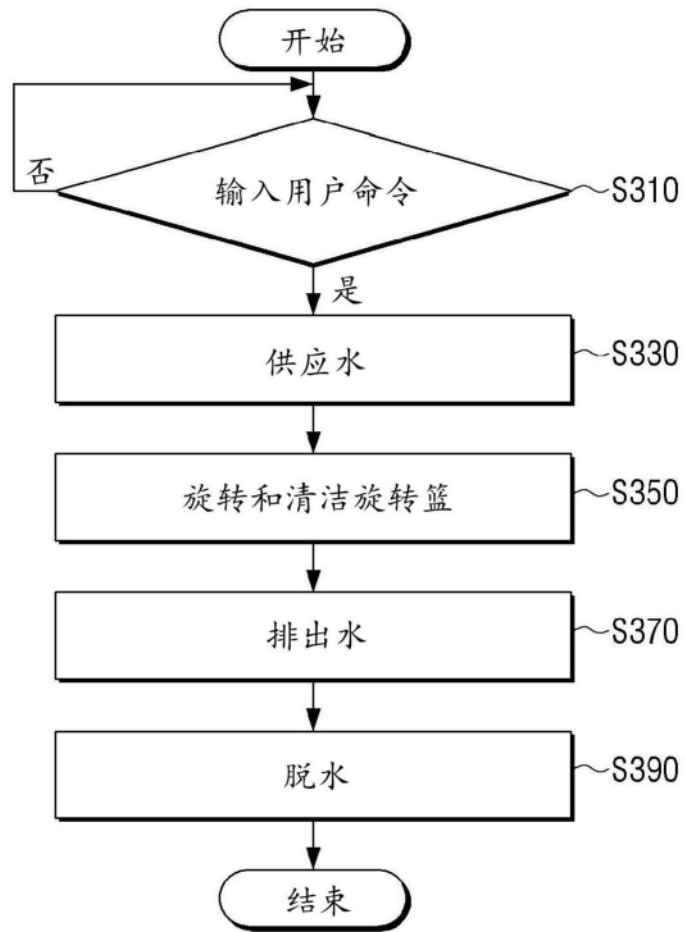 开始
否
输入用户命令
S310
是
供应水
S330
旋转和清洁旋转篮
S350
排出水
S370
脱水
S390
结束